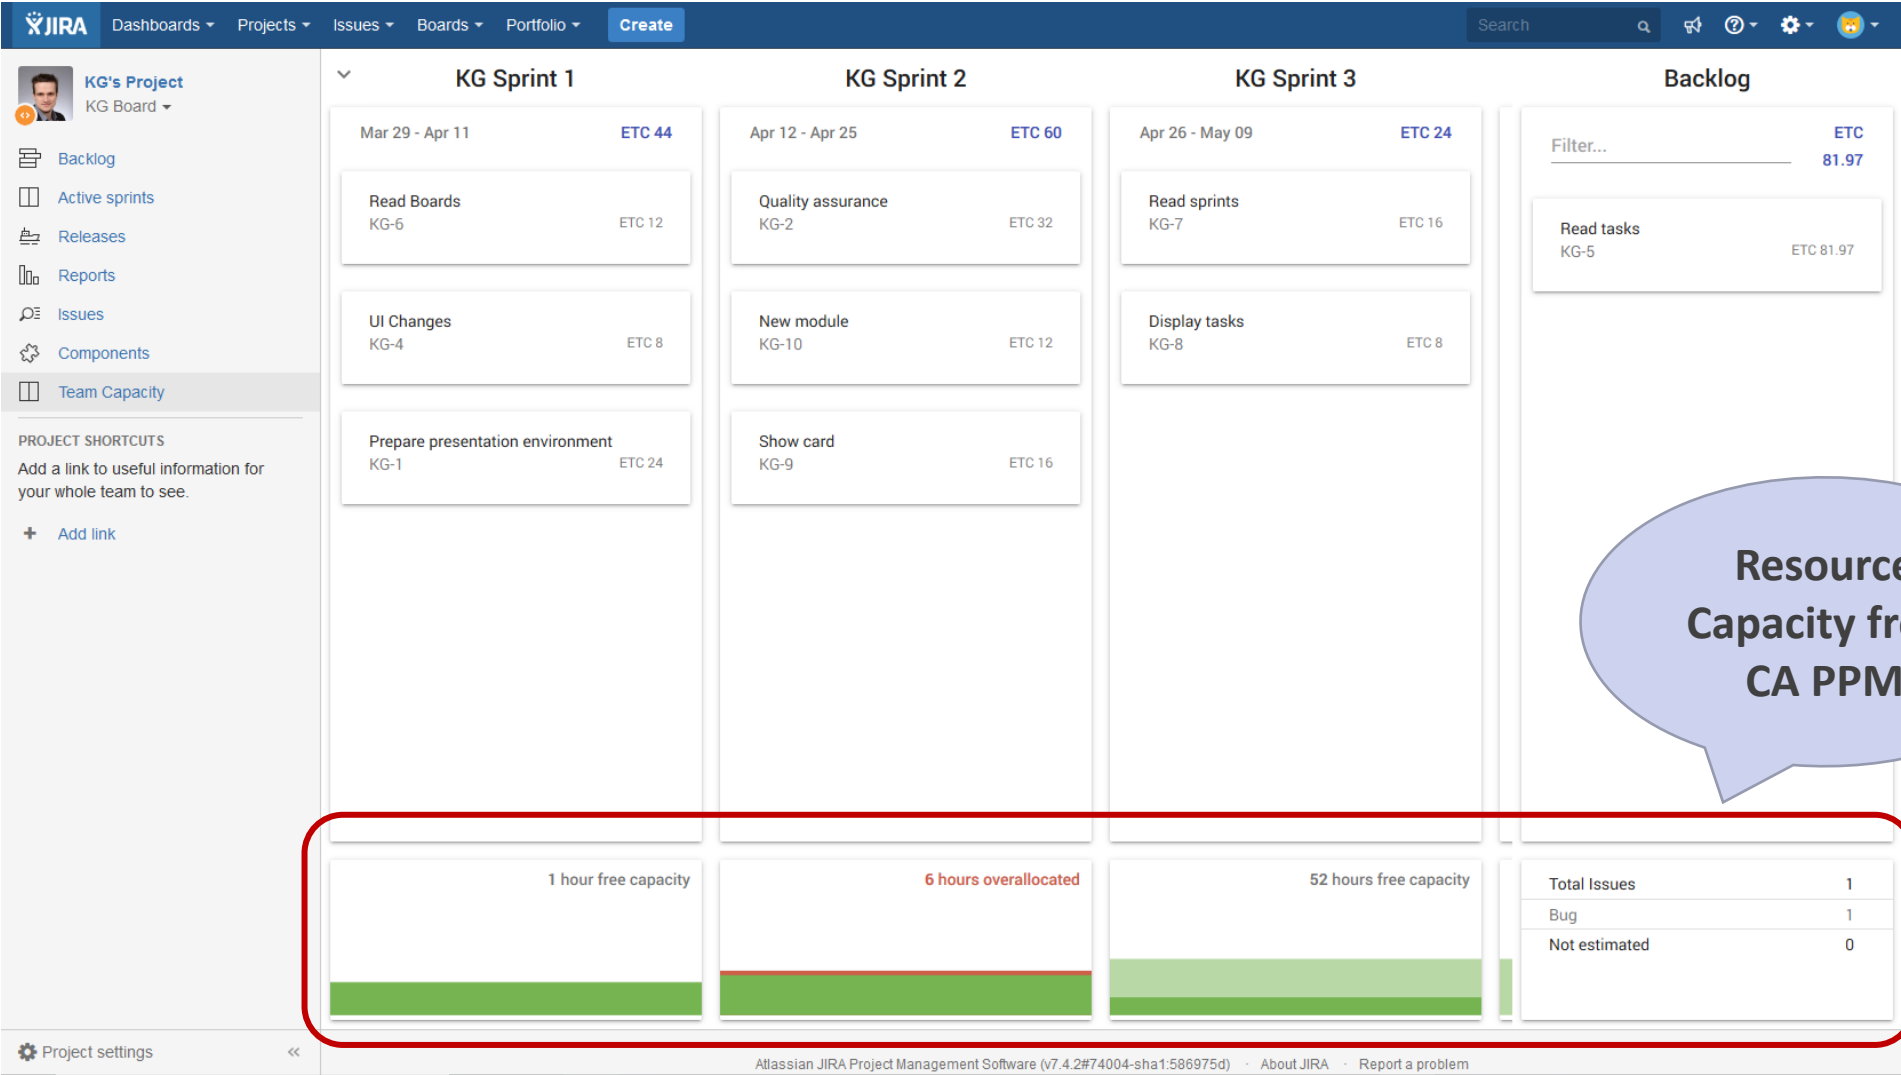 JIRA Dashboards Projects Issues Boards Portfolio Create Search
KG's Project
KG Board
Backlog
Active sprints
Releases
Reports
Issues
Components
Team Capacity
PROJECT SHORTCUTS
Add a link to useful information for
your whole team to see.
Add link
Project settings
KG Sprint 1
Mar 29 - Apr 11 ETC 44
Read Boards
KG-6 ETC 12
UI Changes
KG-4 ETC 8
Prepare presentation environment
KG-1 ETC 24
1 hour free capacity
KG Sprint 2
Apr 12 - Apr 25 ETC 60
Quality assurance
KG-2 ETC 32
New module
KG-10 ETC 12
Show card
KG-9 ETC 16
6 hours overallocated
KG Sprint 3
Apr 26 - May 09 ETC 24
Read sprints
KG-7 ETC 16
Display tasks
KG-8 ETC 8
52 hours free capacity
Backlog
Filter... ETC
81.97
Read tasks
KG-5 ETC 81.97
Resource
Capacity
CA PPM
Total Issues 1
Bug 1
Not estimated 0
Atlassian JIRA Project Management Software (v7.4.2#74004-sha1:586975d) · About JIRA · Report a problem